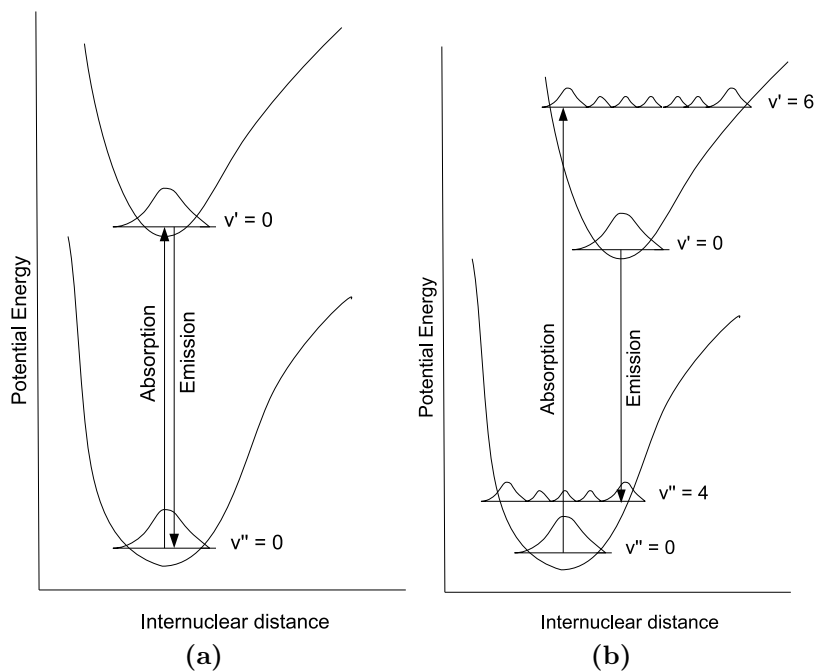 Potential Energy
v' = 0
Absorption
Emission
v" = 0
Internuclear distance
(a)
Potential Energy
v' = 6
v' = 0
Absorption
Emission
v" = 4
v" = 0
Internuclear distance
(b)